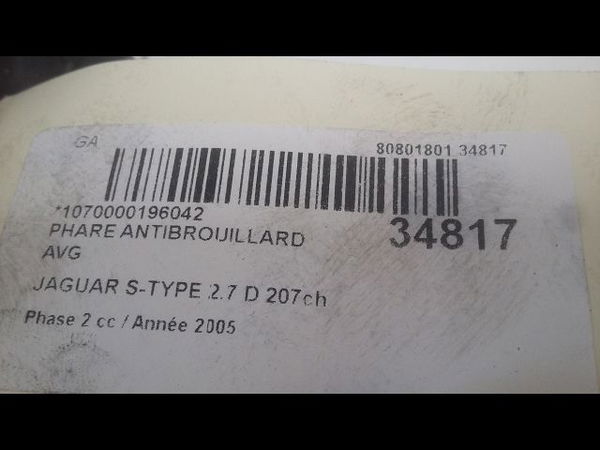 GA
80801801 34817
*1070000196042
34817
PHARE ANTIBROUILLARD
AVG
JAGUAR S-TYPE 2.7 D 207ch
Phase 2 cc / Année 2005